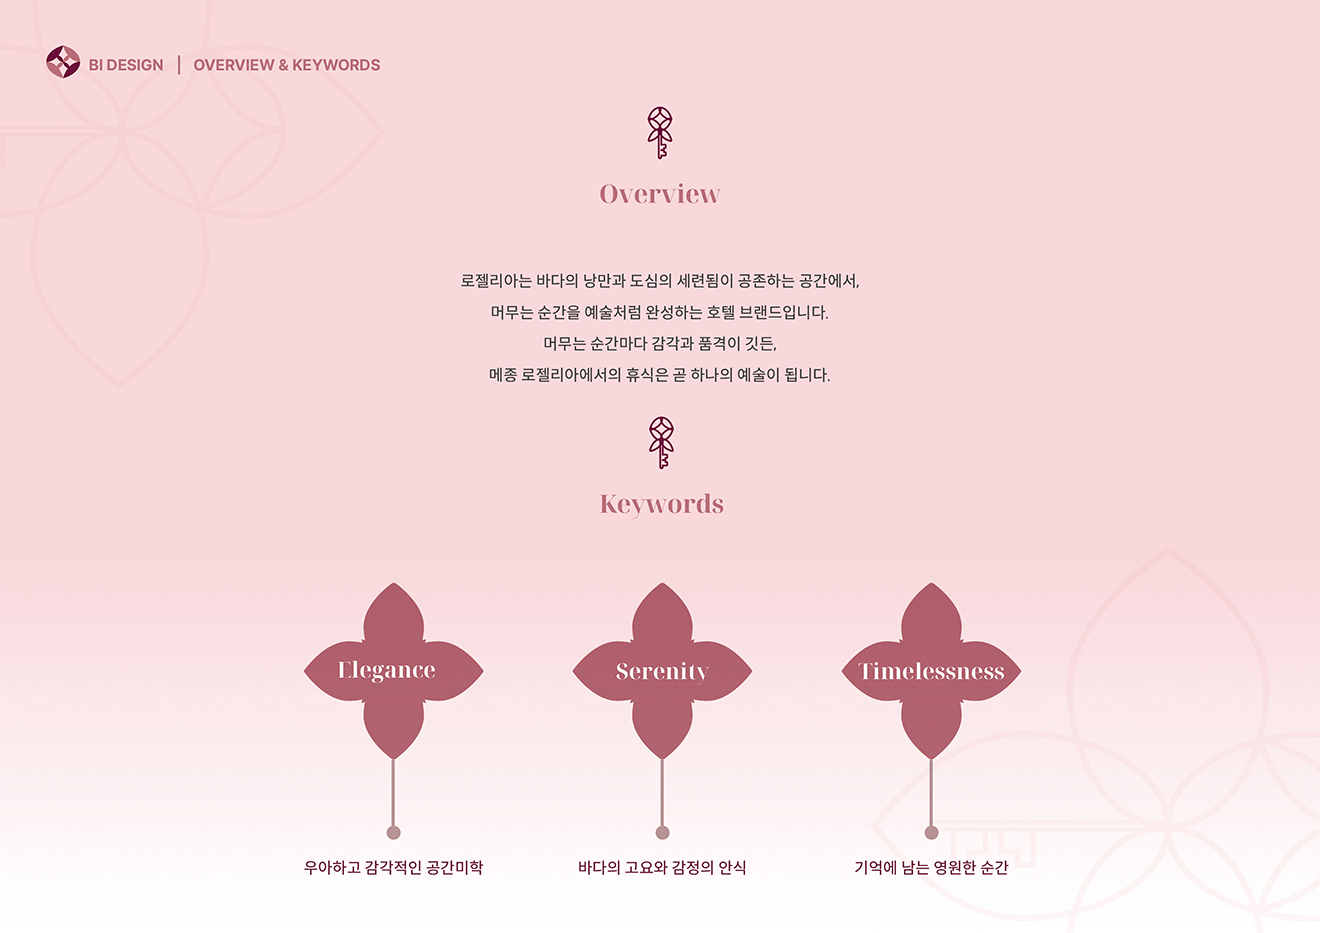 BI DESIGN | OVERVIEW & KEYWORDS
Overview
로젤리아는 바다의 낭만과 도심의 세련됨이 공존하는 공간에서,
머무는 순간을 예술처럼 완성하는 호텔 브랜드입니다.
머무는 순간마다 감각과 품격이 깃든,
메종 로젤리아에서의 휴식은 곧 하나의 예술이 됩니다.
Keywords
Elegance
Serenity
Timelessness
우아하고 감각적인 공간미학
바다의 고요와 감정의 안식
기억에 남는 영원한 순간